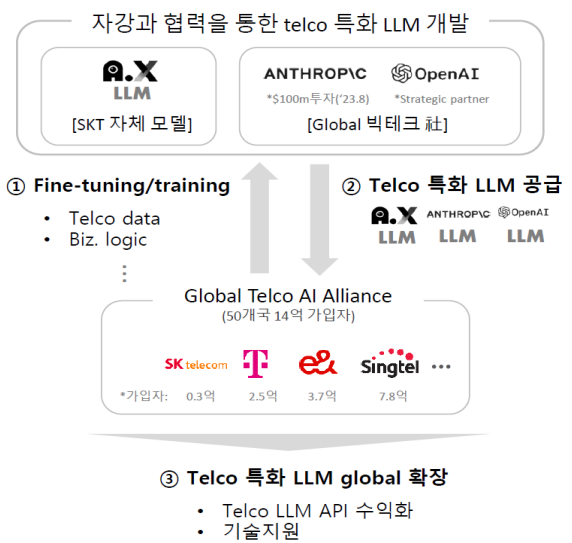 자강과 협력을 통한 telco 특화 LLM 개발
A.X
LLM
[SKT 자체 모델]
ANTHROP\C
OpenAI
*$100m투자('23.8)
*Strategic partner
[Global 빅테크 社]
① Fine-tuning/training
• Telco data
• Biz. logic
⋮
② Telco 특화 LLM 공급
A.X ANTHROP\C OpenAI
LLM LLM LLM
Global Telco AI Alliance
(50개국 14억 가입자)
SK telecom T e& Singtel •••
*가입자: 0.3억 2.5억 3.7억 7.8억
③ Telco 특화 LLM global 확장
• Telco LLM API 수익화
• 기술지원